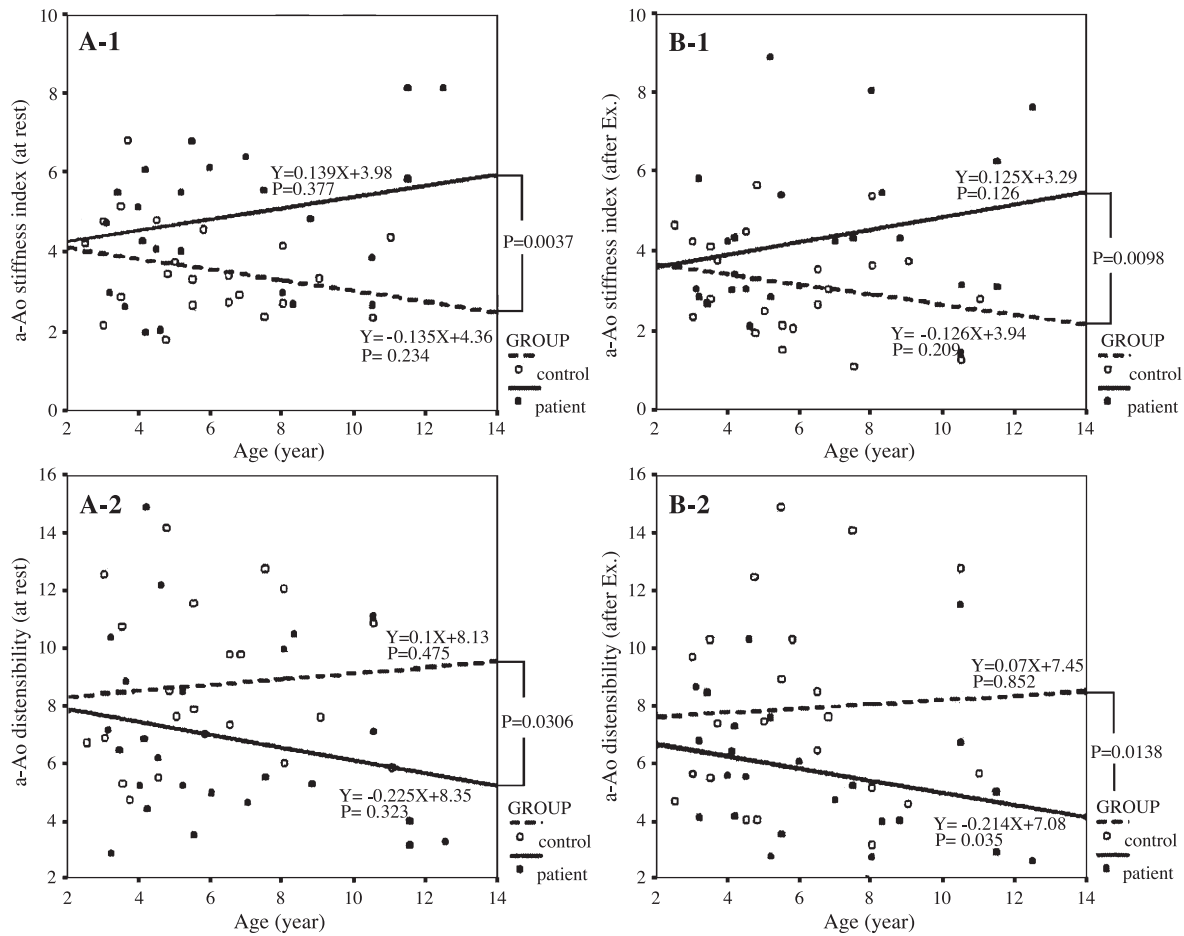 A-1
a-Ao stiffness index (at rest)
10
8
6
4
2
0
Y=0.139X+3.98
P=0.377
P=0.0037
Y= -0.135X+4.36
P= 0.234
GROUP
control
patient
2 4 6 8 10 12 14
Age (year)
B-1
a-Ao stiffness index (after Ex.)
10
8
6
4
2
0
Y=0.125X+3.29
P=0.126
P=0.0098
Y= -0.126X+3.94
P= 0.209
GROUP
control
patient
2 4 6 8 10 12 14
Age (year)
A-2
a-Ao distensibility (at rest)
16
14
12
10
8
6
4
2
Y=0.1X+8.13
P=0.475
P=0.0306
Y= -0.225X+8.35
P= 0.323
GROUP
control
patient
2 4 6 8 10 12 14
Age (year)
B-2
a-Ao distensibility (after Ex.)
16
14
12
10
8
6
4
2
Y=0.07X+7.45
P=0.852
P=0.0138
Y= -0.214X+7.08
P= 0.035
GROUP
control
patient
2 4 6 8 10 12 14
Age (year)